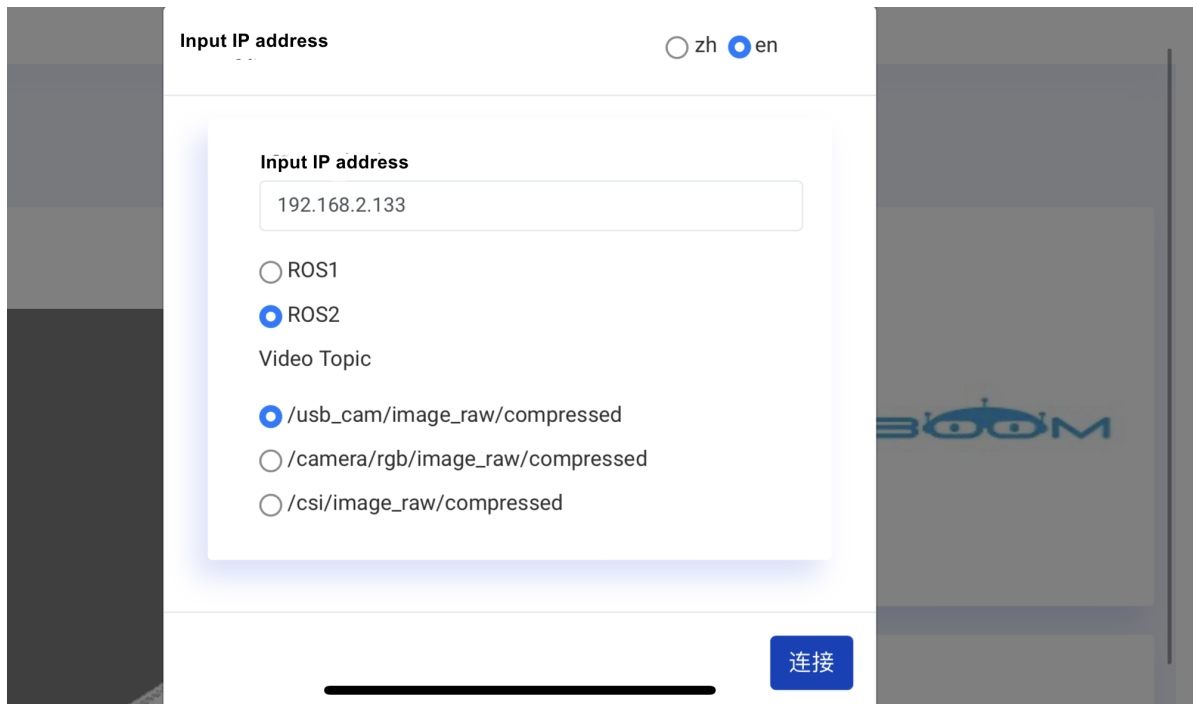 Input IP address
zh en
Input IP address
192.168.2.133
ROS1
ROS2
Video Topic
/usb_cam/image_raw/compressed
/camera/rgb/image_raw/compressed
/csi/image_raw/compressed
BOOM
连接